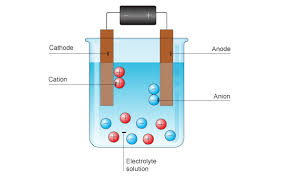 Cathode
Anode
Cation
Anion
Electrolyte
solution